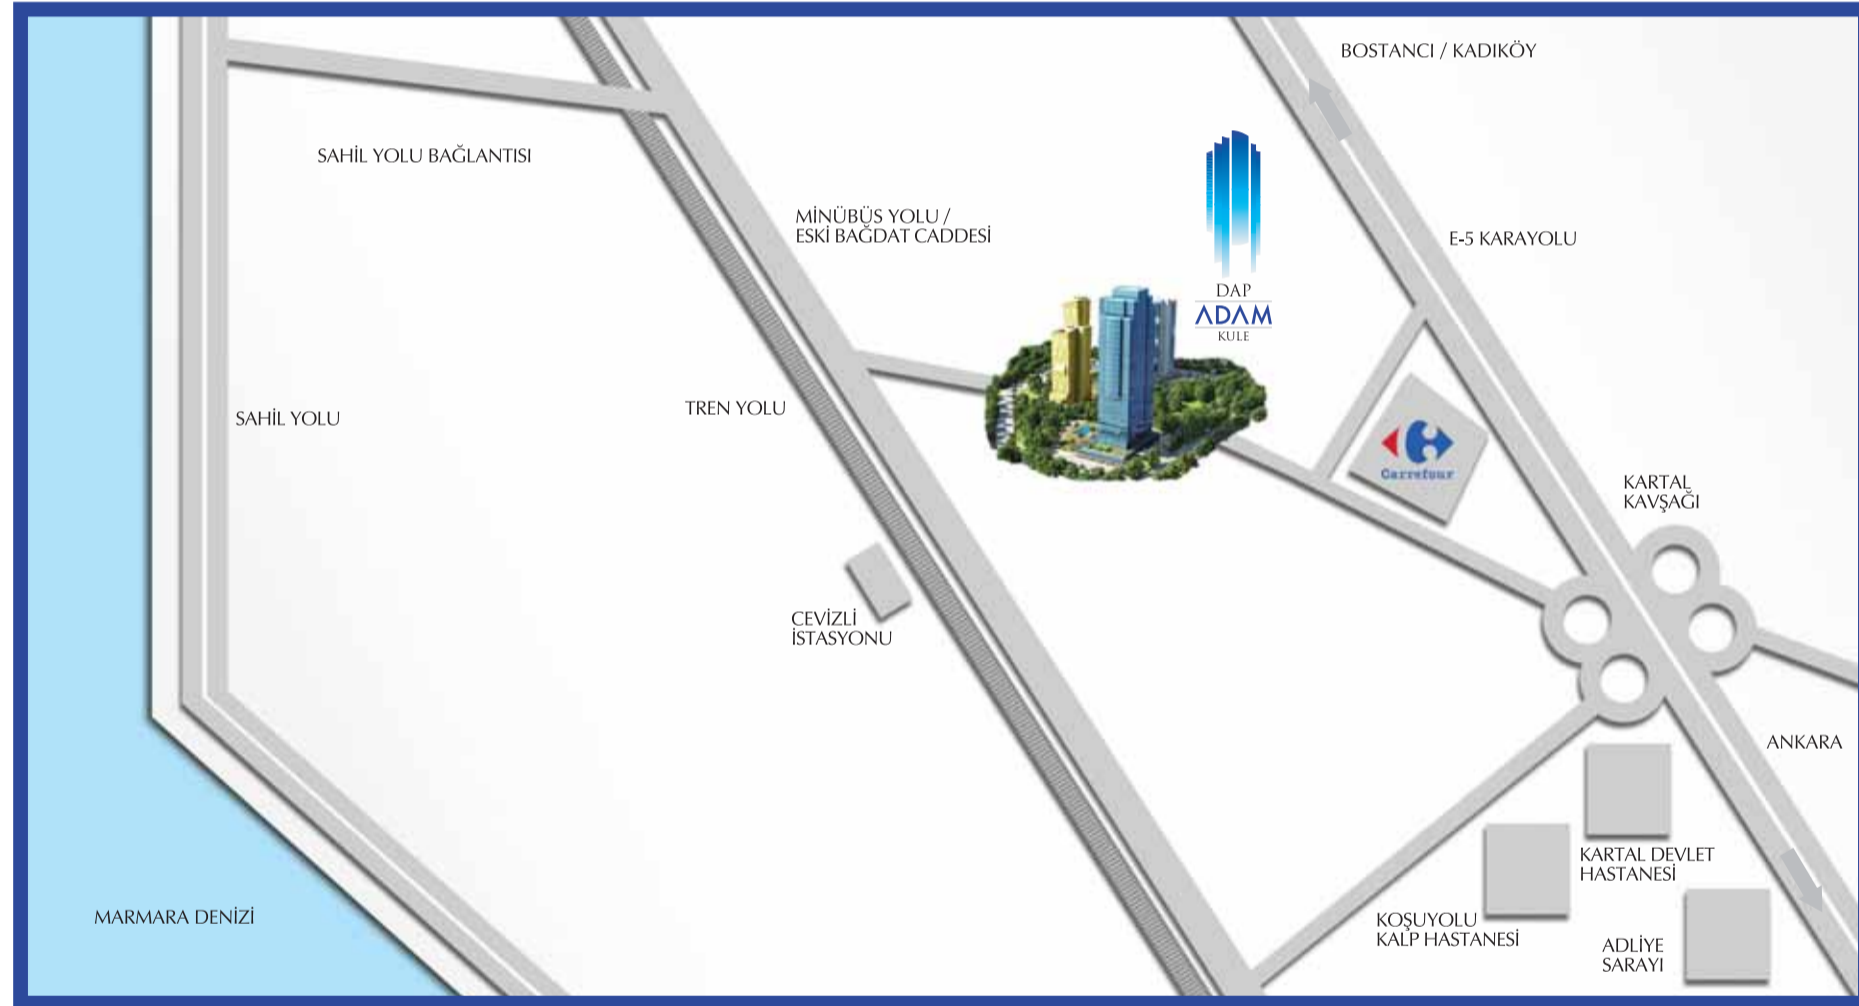 BOSTANCI / KADIKÖY
SAHİL YOLU BAĞLANTISI
MİNÜBÜS YOLU /
ESKİ BAĞDAT CADDESİ
E-5 KARAYOLU
DAP
ADAM
KULE
TREN YOLU
SAHİL YOLU
Carrefour
KARTAL
KAVŞAĞI
CEVİZLİ
İSTASYONU
ANKARA
KARTAL DEVLET
HASTANESİ
MARMARA DENİZİ
KOŞUYOLU
KALP HASTANESİ
ADLİYE
SARAYI